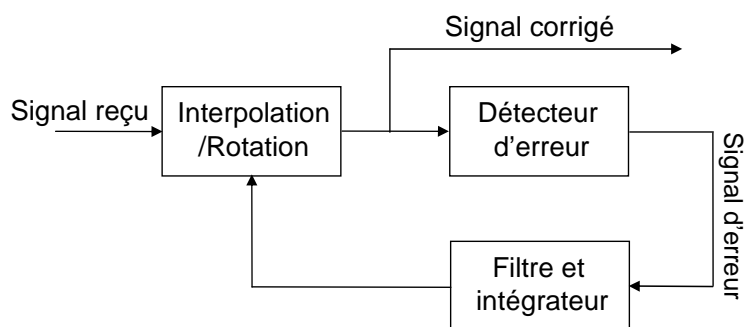 Signal corrigé
Signal reçu
Interpolation
/Rotation
Détecteur
d'erreur
Signal d'erreur
Filtre et
intégrateur